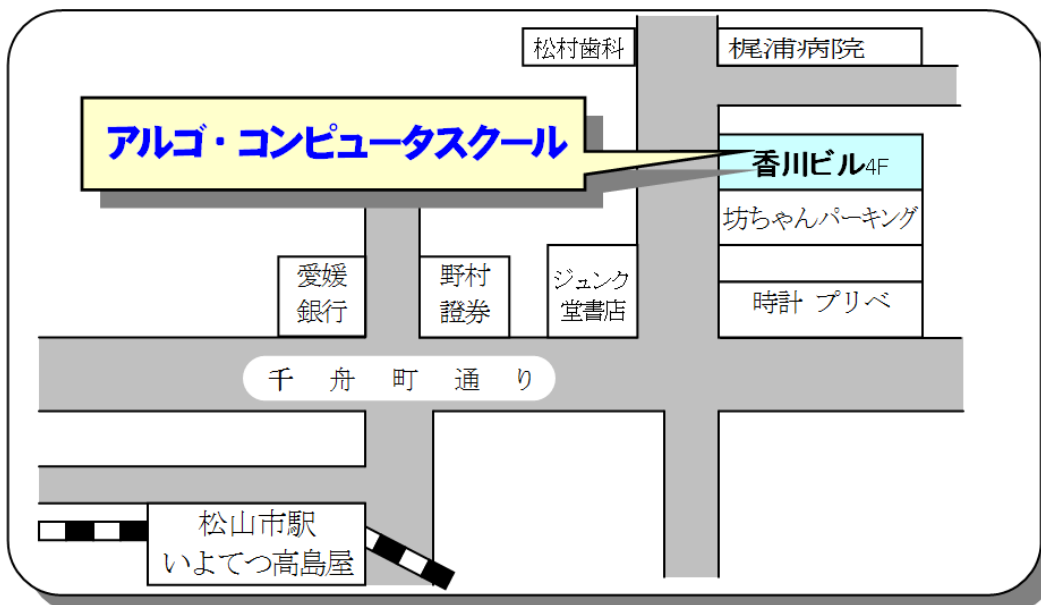 松村歯科
梶浦病院
アルゴ・コンピュータスクール
香川ビル4F
坊ちゃんパーキング
愛媛
銀行
野村
證券
ジュンク
堂書店
時計 プリベ
千舟町通り
松山市駅
いよてつ高島屋